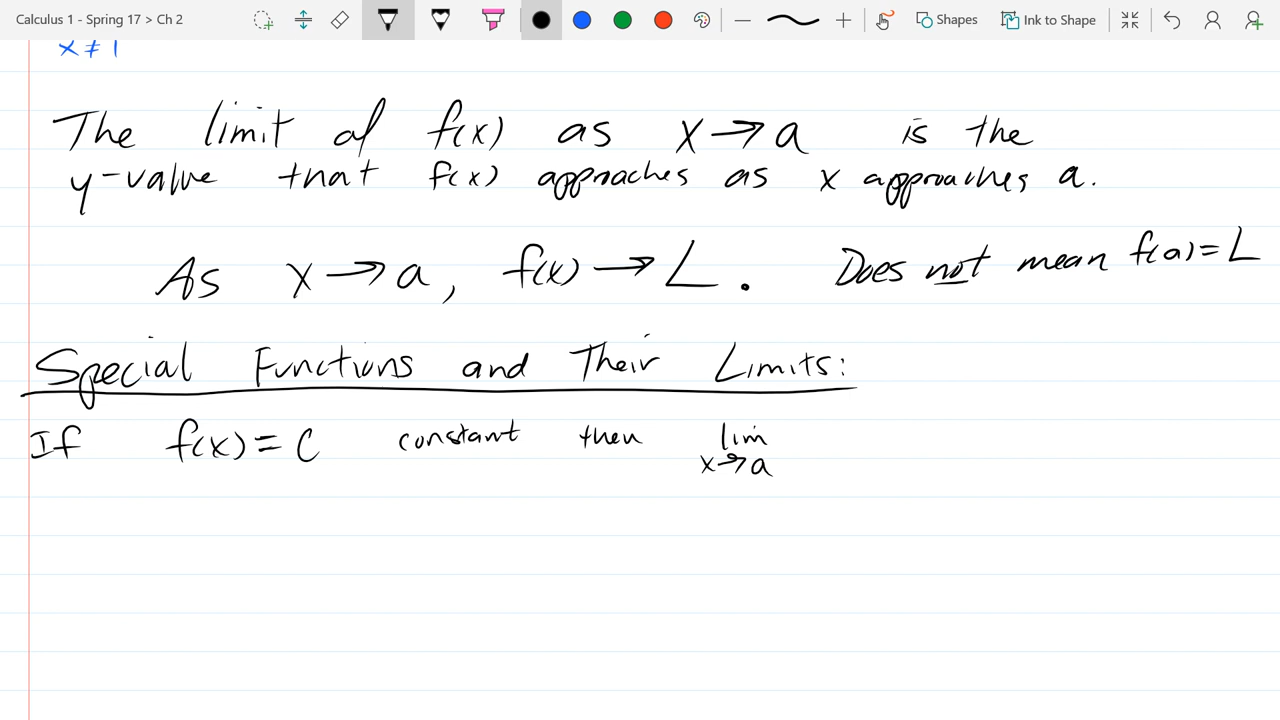 Calculus 1 - Spring 17 > Ch 2
Shapes
Ink to Shape
x ≠ 1
The limit of f(x) as x → a is the
y-value that f(x) approaches as x approaches a.
As x → a, f(x) → L. Does not mean f(a) = L
Special Functions and Their Limits:
If f(x) = C constant then lim
x → a